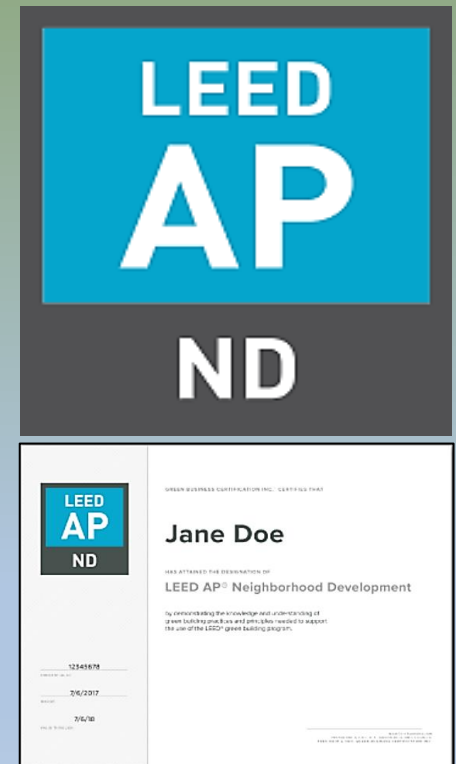 LEED
AP
ND
LEED
AP
ND
GREEN BUSINESS CERTIFICATION INC. CERTIFIES THAT
Jane Doe
HAS ATTAINED THE DESIGNATION OF
LEED AP® Neighborhood Development
by demonstrating the knowledge and understanding of
green building practices and principles needed to support
the use of the LEED® green building program.
12345678
7/6/2017
7/6/18